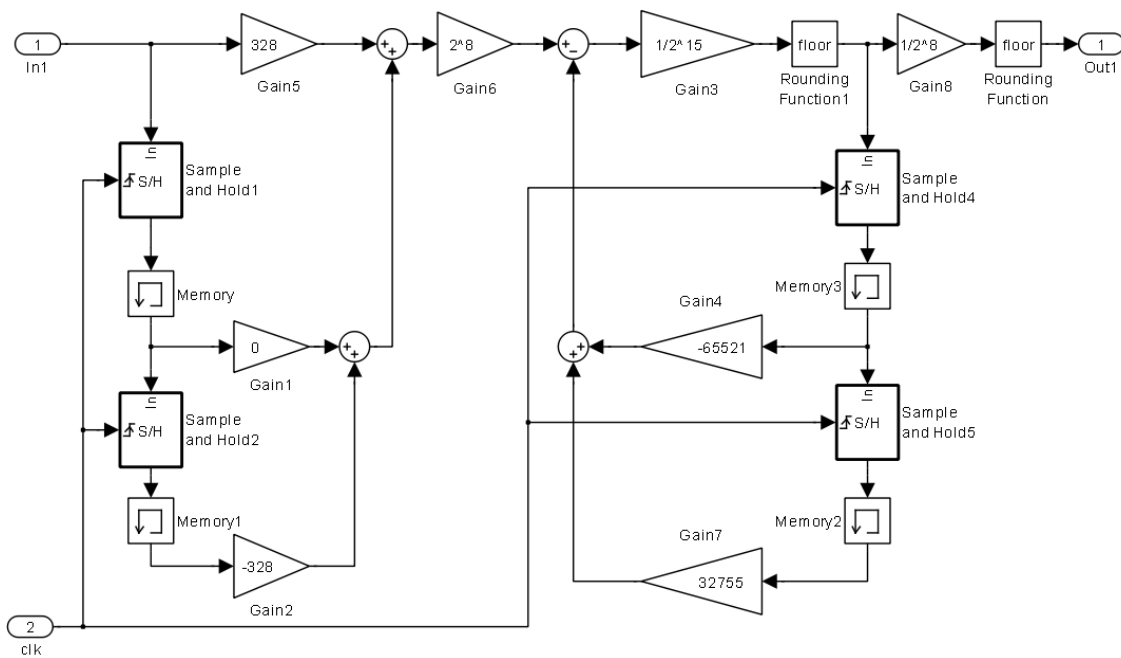 1
In1
328
Gain5
++
2^8
Gain6
+−
1/2^15
Gain3
floor
Rounding
Function1
1/2^8
Gain8
floor
Rounding
Function
1
Out1
In
S/H
Sample
and Hold1
In
S/H
Sample
and Hold4
Memory
Memory3
0
Gain1
++
Gain4
-65521
++
In
S/H
Sample
and Hold2
In
S/H
Sample
and Hold5
Memory1
Memory2
-328
Gain2
Gain7
32755
2
clk